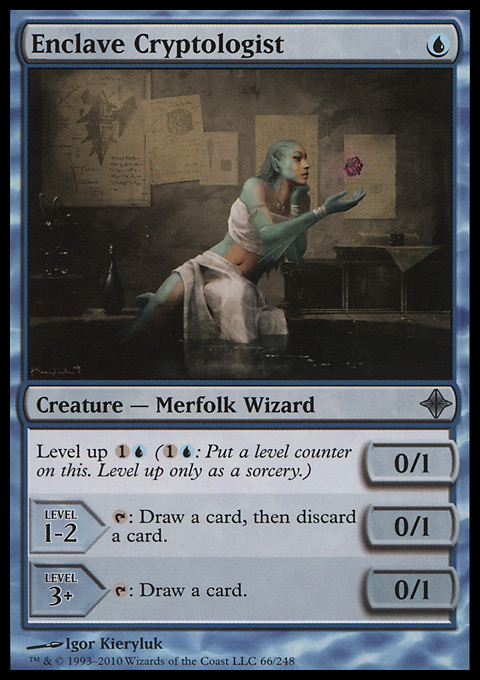 Enclave Cryptologist
Creature — Merfolk Wizard
Level up 1 (1: Put a level counter
on this. Level up only as a sorcery.)
0/1
LEVEL
1-2
: Draw a card, then discard
a card.
0/1
LEVEL
3+
: Draw a card.
0/1
Igor Kieryluk
™ & © 1993–2010 Wizards of the Coast LLC 66/248